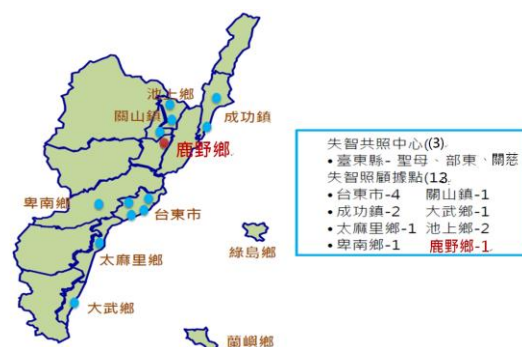 池上鄉
關山鎮
成功鎮
鹿野鄉
卑南鄉
台東市
太麻里鄉
綠島鄉
大武鄉
蘭嶼鄉
失智共照中心((3)
•臺東縣- 聖母、部東、關慈
失智照顧據點(13
•台東市-4 關山鎮-1
•成功鎮-2 大武鄉-1
•太麻里鄉-1 池上鄉-2
•卑南鄉-1 鹿野鄉-1